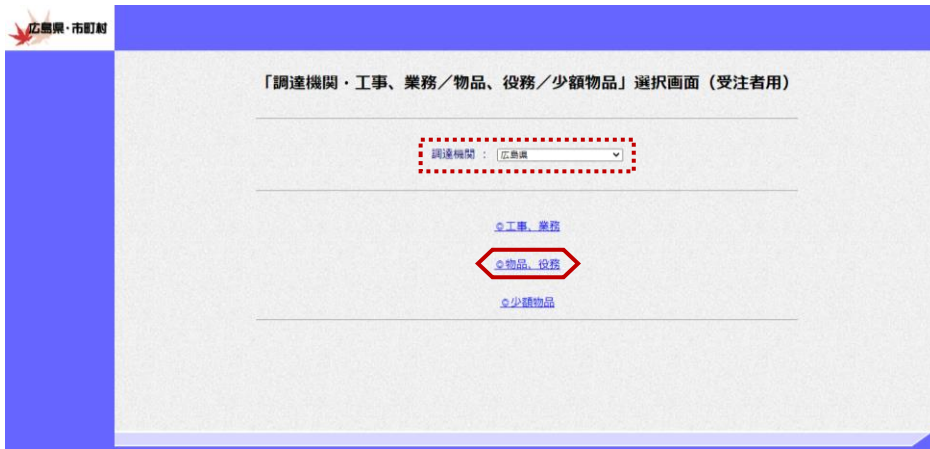 広島県・市町村
「調達機関・工事、業務／物品、役務／少額物品」選択画面（受注者用）
調達機関 ： 広島県
◎工事、業務
◎物品、役務
◎少額物品